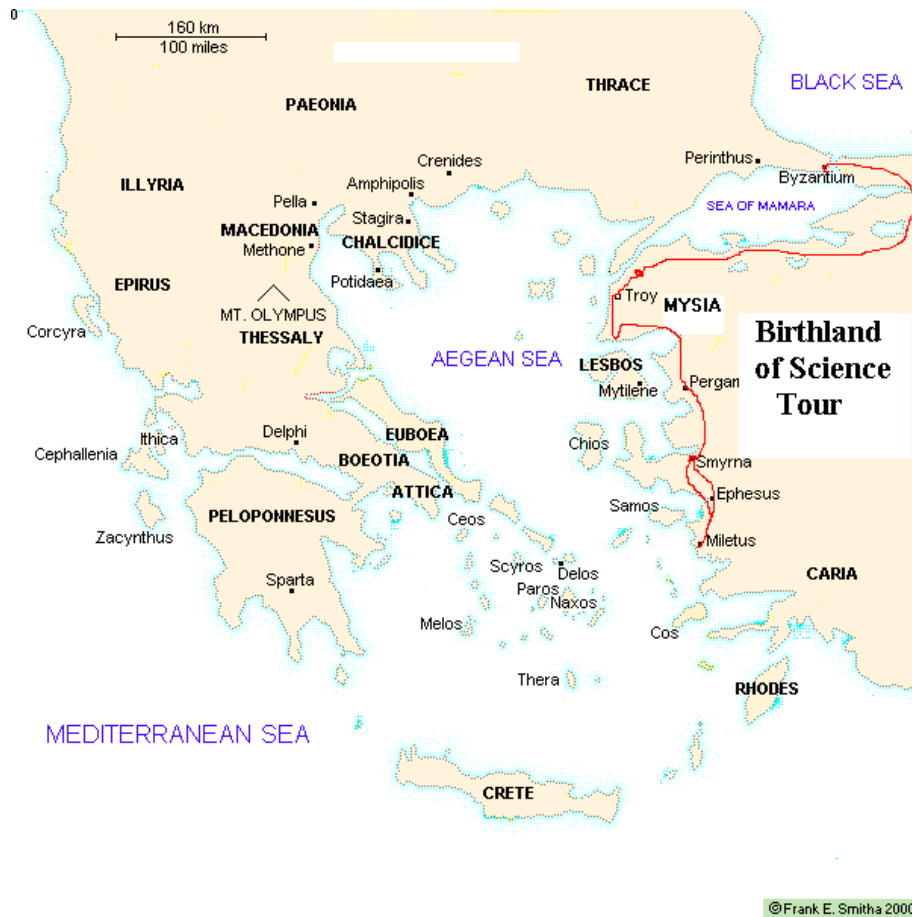 0
160 km
100 miles
BLACK SEA
THRACE
PAEONIA
Crenides
Perinthus
Byzantium
ILLYRIA
Amphipolis
Pella
SEA OF MAMARA
Stagira
MACEDONIA
CHALCIDICE
Methone
EPIRUS
Potidaea
Troy
MYSIA
MT. OLYMPUS
Corcyra
THESSALY
Birthland
of Science
Tour
AEGEAN SEA
LESBOS
Mytilene
Pergam
Ithica
Delphi
EUBOEA
Chios
Cephallenia
BOEOTIA
Smyrna
ATTICA
Ephesus
PELOPONNESUS
Ceos
Samos
Zacynthus
Miletus
Scyros
Delos
CARIA
Sparta
Paros
Naxos
Melos
Cos
Thera
RHODES
MEDITERRANEAN SEA
CRETE
©Frank E. Smitha 2000